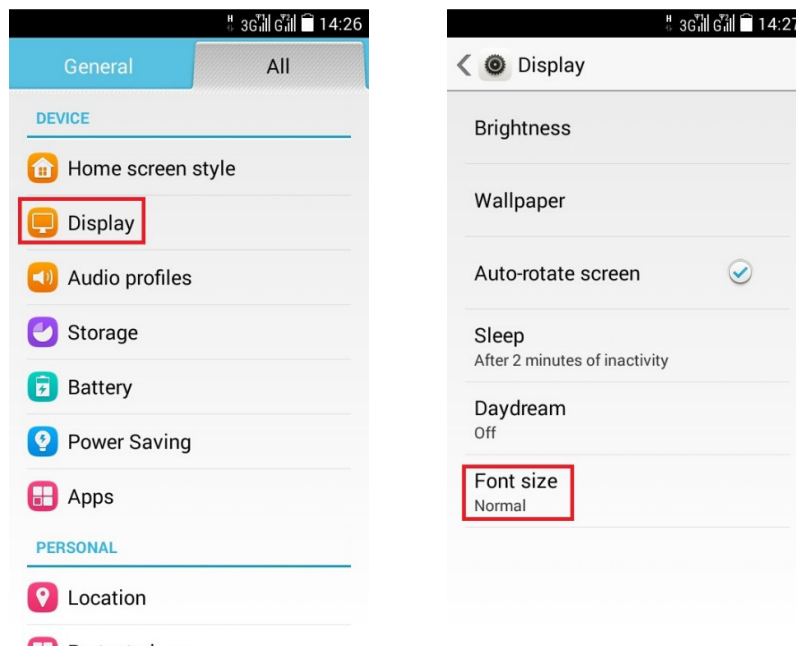 H 3G G 14:26
General All
DEVICE
Home screen style
Display
Audio profiles
Storage
Battery
Power Saving
Apps
PERSONAL
Location
H 3G G 14:27
Display
Brightness
Wallpaper
Auto-rotate screen
Sleep
After 2 minutes of inactivity
Daydream
Off
Font size
Normal